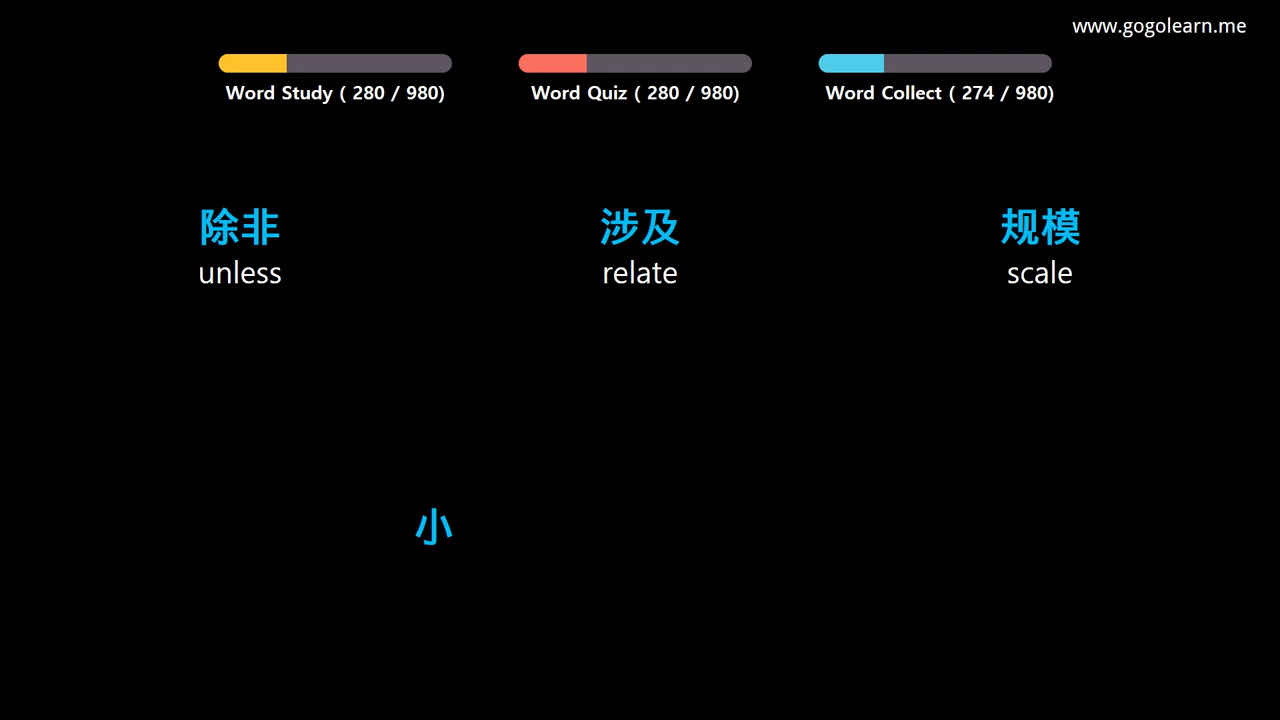 www.gogolearn.me
Word Study ( 280 / 980)
Word Quiz ( 280 / 980)
Word Collect ( 274 / 980)
除非
unless
涉及
relate
规模
scale
小